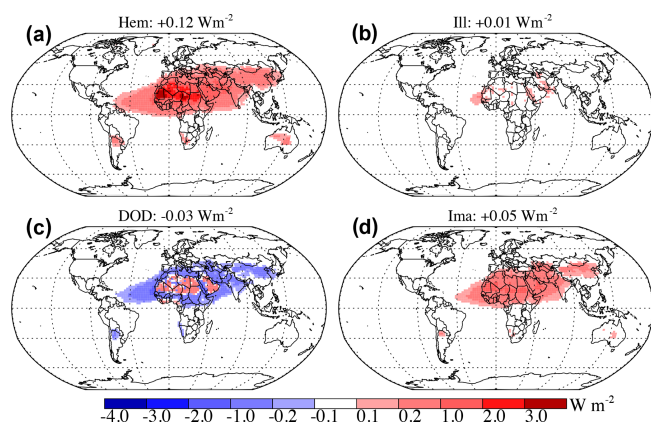 (a) Hem: +0.12 Wm-2
(b) Ill: +0.01 Wm-2
(c) DOD: -0.03 Wm-2
(d) Ima: +0.05 Wm-2
-4.0 -3.0 -2.0 -1.0 -0.2 -0.1 0.1 0.2 1.0 2.0 3.0 W m-2